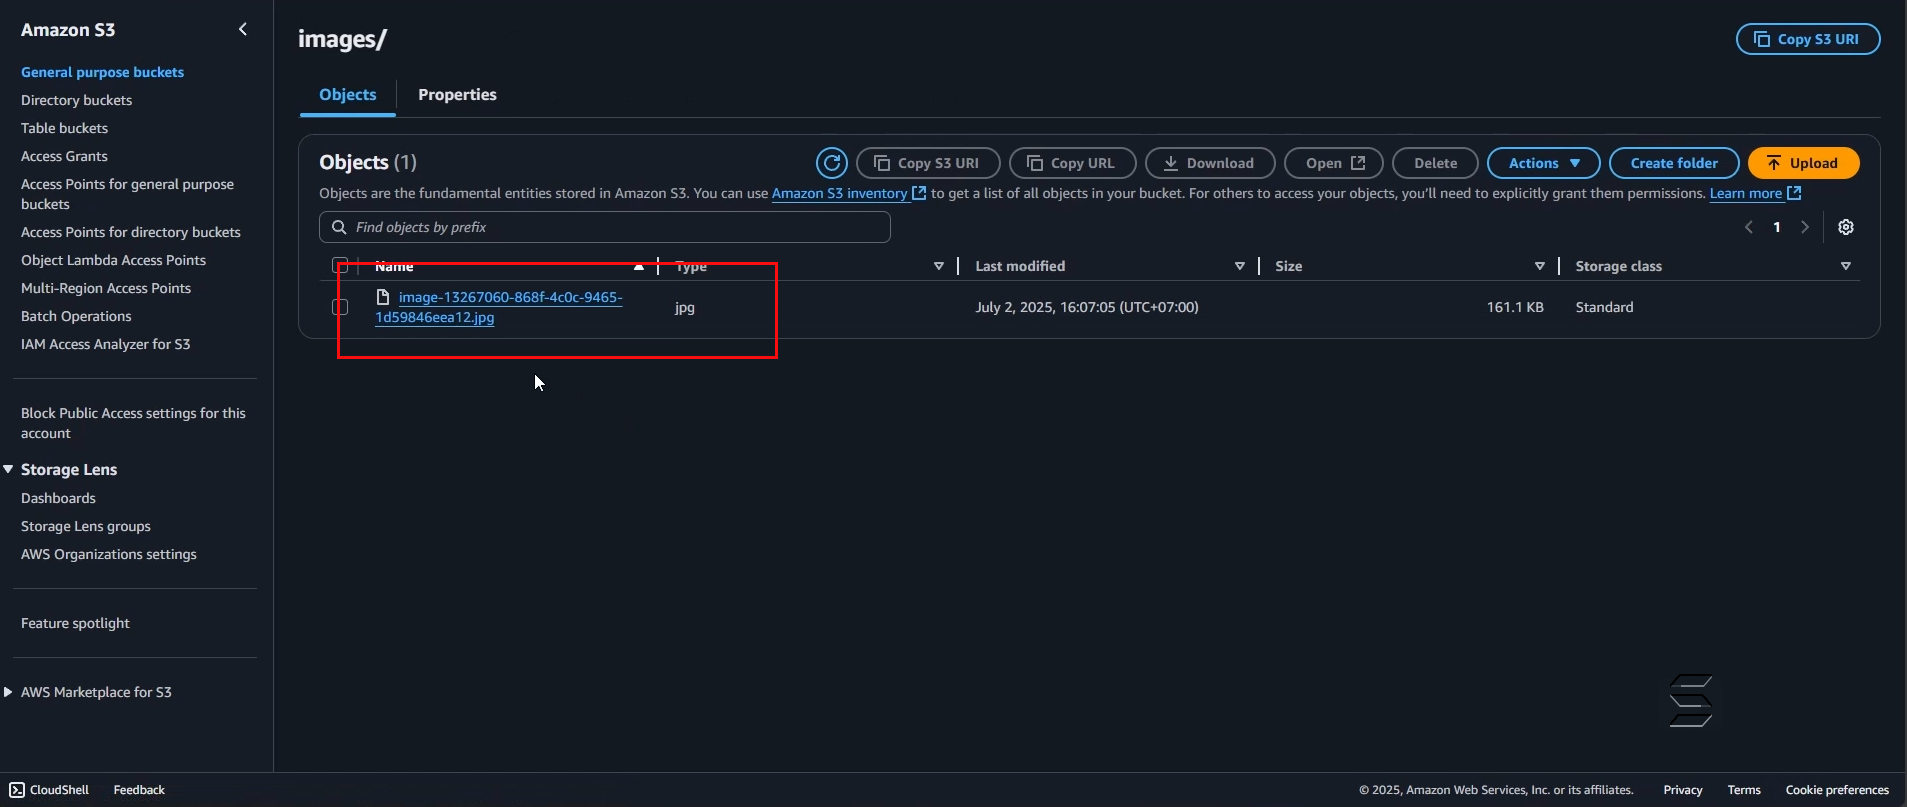 Amazon S3
General purpose buckets
Directory buckets
Table buckets
Access Grants
Access Points for general purpose
buckets
Access Points for directory buckets
Object Lambda Access Points
Multi-Region Access Points
Batch Operations
IAM Access Analyzer for S3
Block Public Access settings for this
account
Storage Lens
Dashboards
Storage Lens groups
AWS Organizations settings
Feature spotlight
AWS Marketplace for S3
images/
Copy S3 URI
Objects
Properties
Objects (1)
Copy S3 URI
Copy URL
Download
Open
Delete
Actions
Create folder
Upload
Objects are the fundamental entities stored in Amazon S3. You can use Amazon S3 inventory to get a list of all objects in your bucket. For others to access your objects, you'll need to explicitly grant them permissions. Learn more
Find objects by prefix
1
Name
Type
Last modified
Size
Storage class
image-13267060-868f-4c0c-9465-
1d59846eea12.jpg
jpg
July 2, 2025, 16:07:05 (UTC+07:00)
161.1 KB
Standard
CloudShell
Feedback
© 2025, Amazon Web Services, Inc. or its affiliates.
Privacy
Terms
Cookie preferences